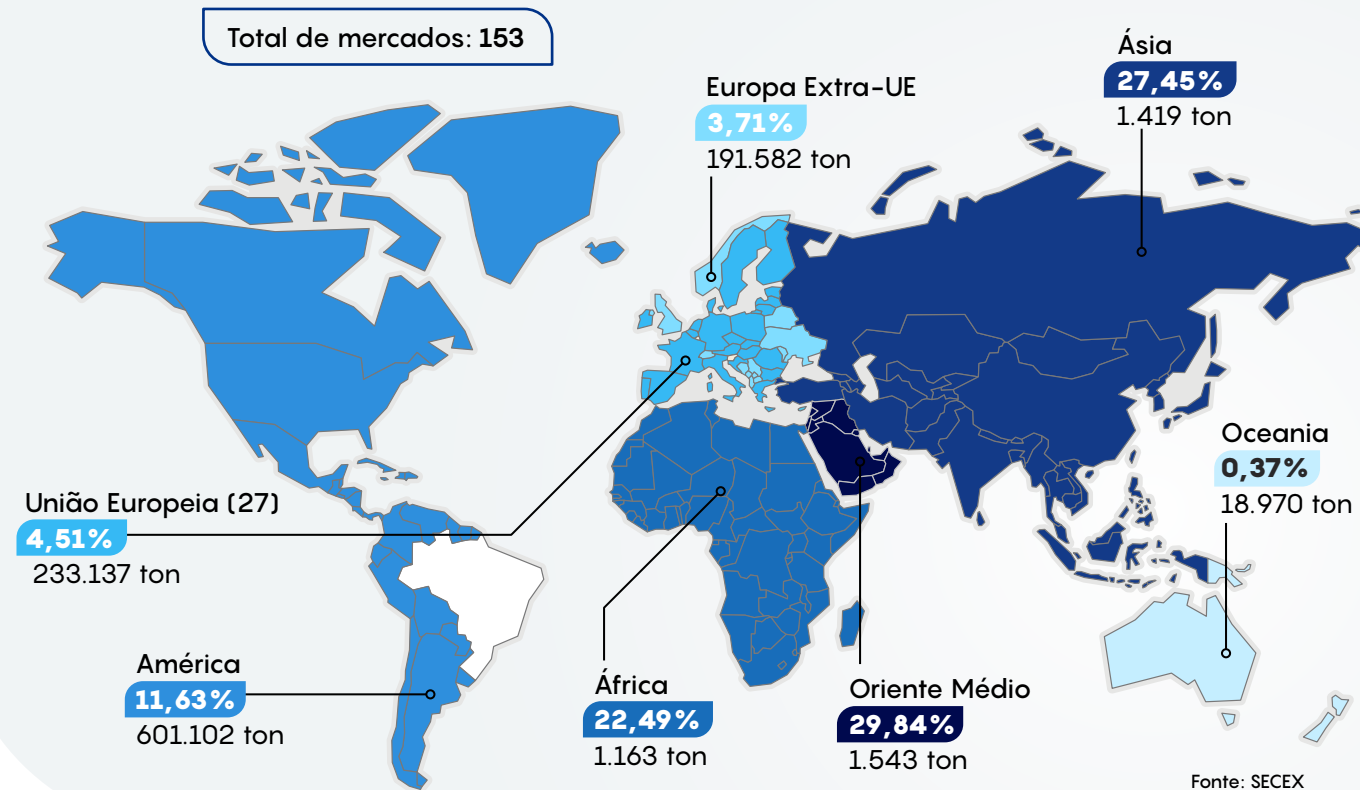 Total de mercados: 153
Ásia
27,45%
1.419 ton
Europa Extra-UE
3,71%
191.582 ton
Oceania
0,37%
18.970 ton
União Europeia (27)
4,51%
233.137 ton
América
11,63%
601.102 ton
África
22,49%
1.163 ton
Oriente Médio
29,84%
1.543 ton
Fonte: SECEX